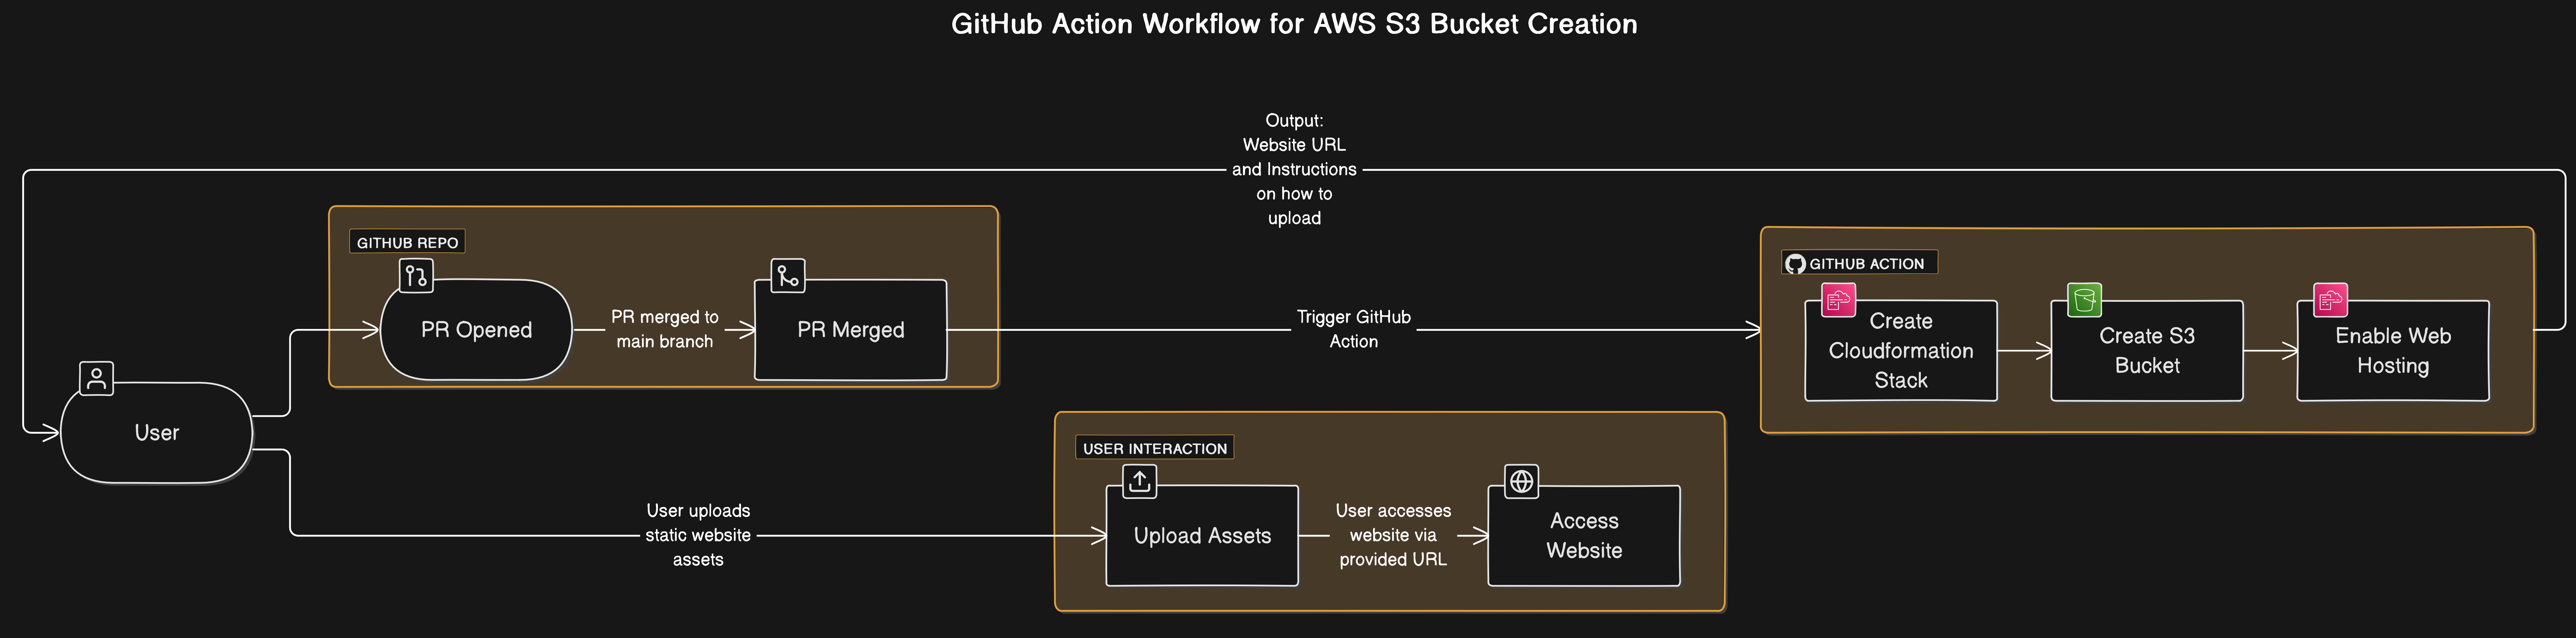 GitHub Action Workflow for AWS S3 Bucket Creation
Output:
Website URL
and Instructions
on how to
upload
GITHUB REPO
PR Opened
PR merged to
main branch
PR Merged
Trigger GitHub
Action
GITHUB ACTION
Create
Cloudformation
Stack
Create S3
Bucket
Enable Web
Hosting
User
User uploads
static website
assets
USER INTERACTION
Upload Assets
User accesses
website via
provided URL
Access
Website